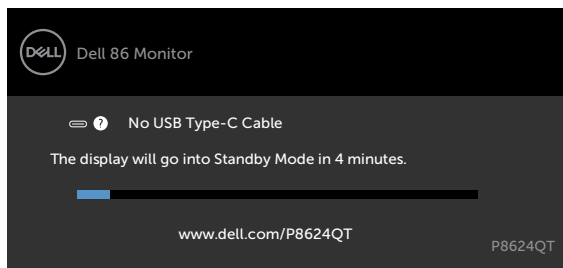 DELL
Dell 86 Monitor
? No USB Type-C Cable
The display will go into Standby Mode in 4 minutes.
www.dell.com/P8624QT
P8624QT